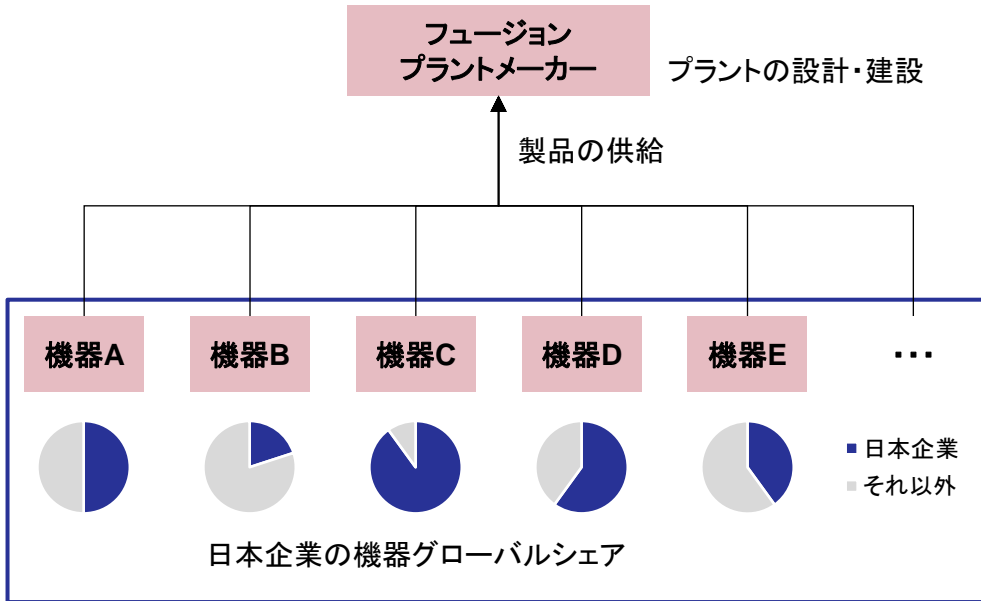 フュージョン
プラントメーカー
プラントの設計・建設
製品の供給
機器A
機器B
機器C
機器D
機器E
…
日本企業
それ以外
日本企業の機器グローバルシェア